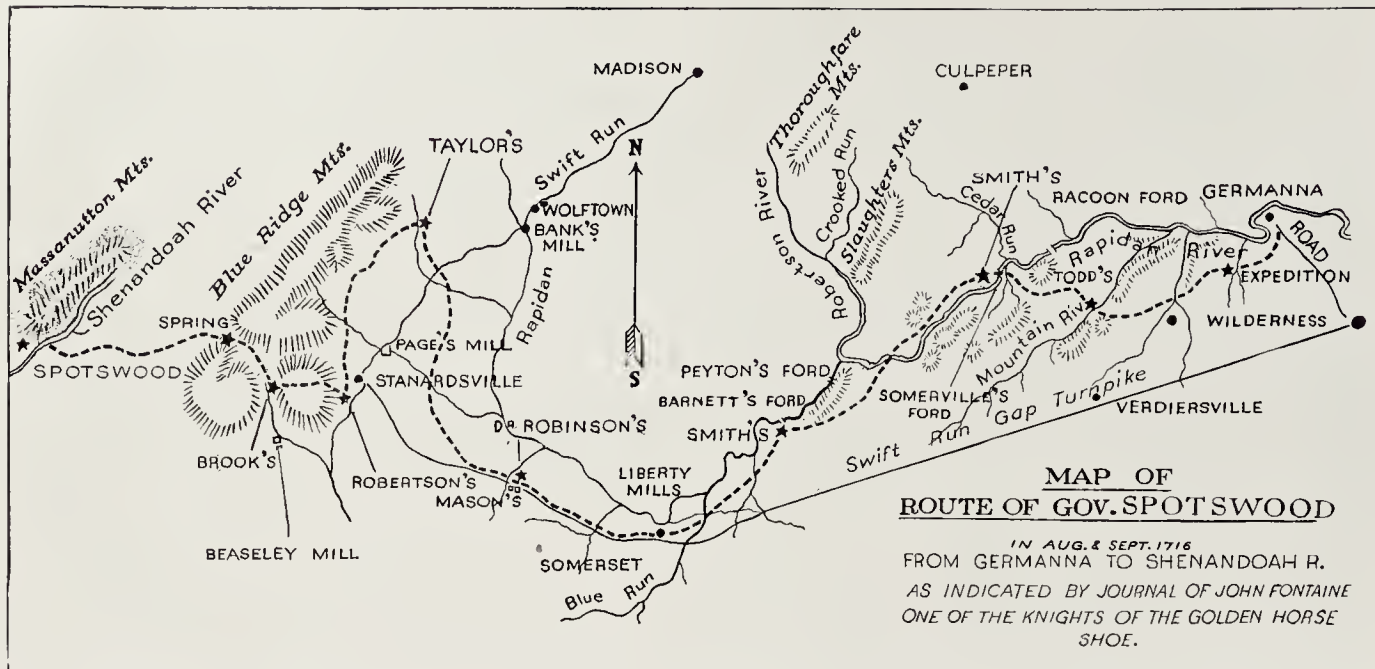 MADISON
CULPEPER
Thoroughfare
Mts.
Swift Run
TAYLOR'S
Massanutton Mts.
Shenandoah River
Blue Ridge Mts.
N
WOLFTOWN
BANK'S
MILL
Robertson River
Crooked Run
Slaughters Mts.
Cedar Run
SMITH'S
RACOON FORD
GERMANNA
ROAD
Rapidan
River
TODD'S
EXPEDITION
WILDERNESS
SPRING
SPOTSWOOD
PAGE'S MILL
STANARDSVILLE
Rapidan
S
PEYTON'S FORD
BARNETT'S FORD
SMITH'S
SOMERVILLE'S
FORD
Mountain Riv
VERDIERSVILLE
Swift Run Gap Turnpike
BROOK'S
ROBERTSON'S
MASON'S
DR. ROBINSON'S
LIBERTY
MILLS
BEASELEY MILL
SOMERSET
Blue Run
MAP OF
ROUTE OF GOV. SPOTSWOOD
IN AUG. & SEPT. 1716
FROM GERMANNA TO SHENANDOAH R.
AS INDICATED BY JOURNAL OF JOHN FONTAINE
ONE OF THE KNIGHTS OF THE GOLDEN HORSE
SHOE.